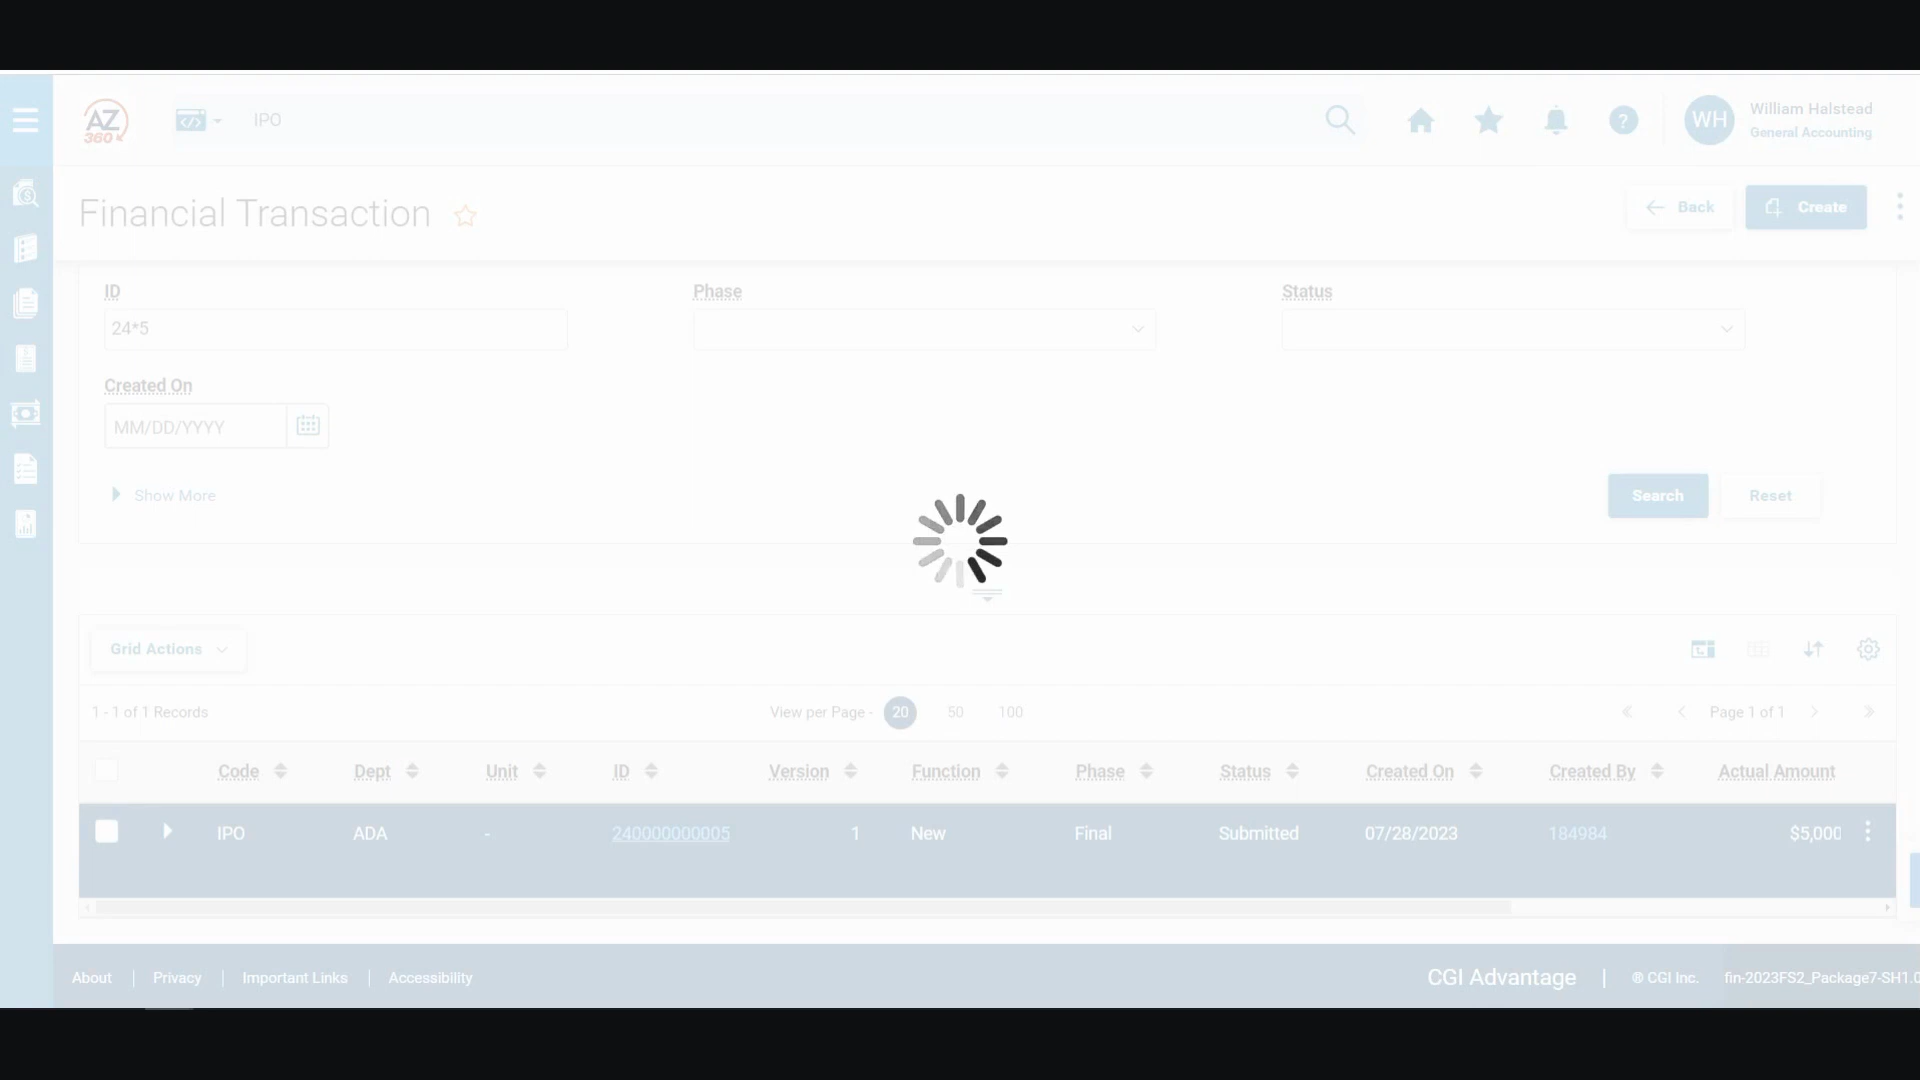 AZ
360
IPO
?
WH
William Halstead
General Accounting
Financial Transaction
Back
Create
ID
Phase
Status
24*5
Created On
MM/DD/YYYY
Show More
Search
Reset
Grid Actions
1 - 1 of 1 Records
View per Page - 20 50 100
Page 1 of 1
Code Dept Unit ID Version Function Phase Status Created On Created By Actual Amount
IPO ADA - 240000000005 1 New Final Submitted 07/28/2023 184984 $5,000
About | Privacy | Important Links | Accessibility
CGI Advantage | ® CGI Inc. fin-2023FS2_Package7-SH1.0